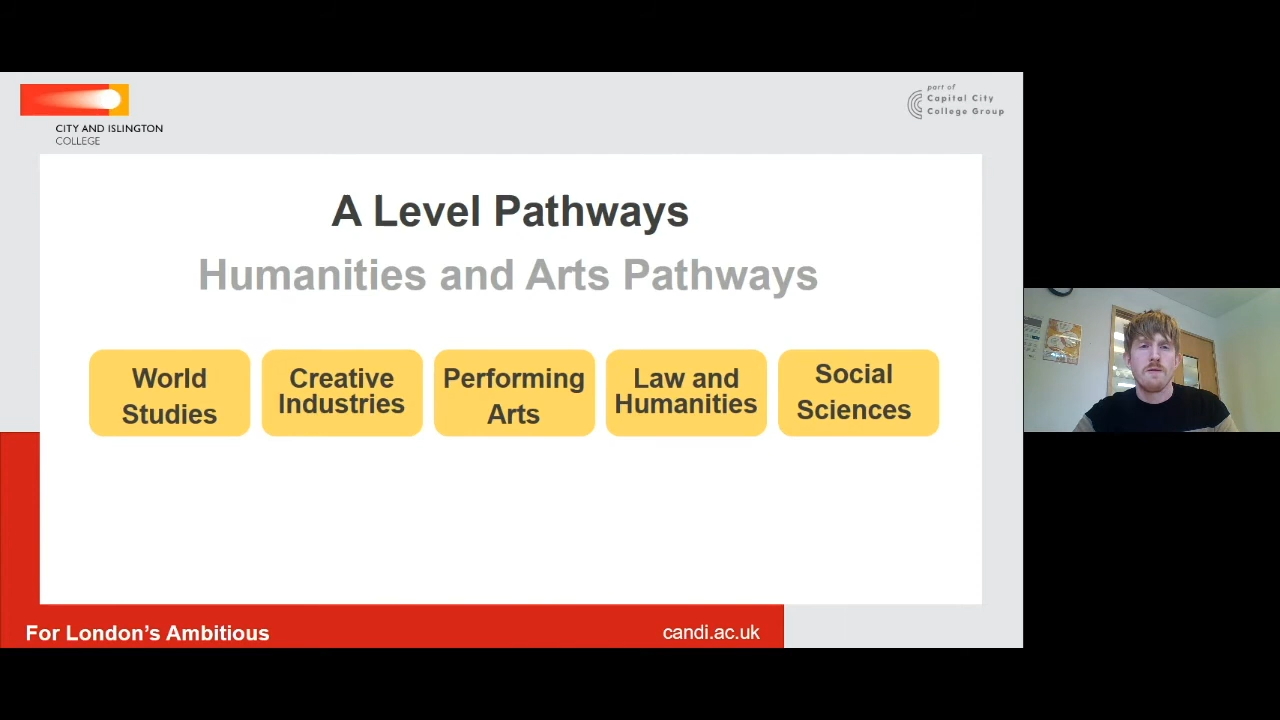 CITY AND ISLINGTON
COLLEGE
part of
Capital City
College Group
A Level Pathways
Humanities and Arts Pathways
World
Studies
Creative
Industries
Performing
Arts
Law and
Humanities
Social
Sciences
For London's Ambitious
candi.ac.uk